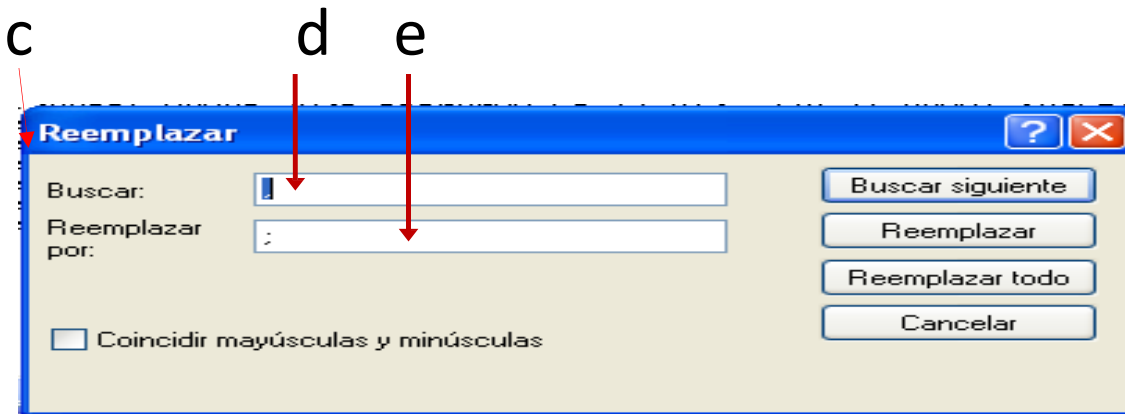 c d e
Reemplazar
Buscar: Buscar siguiente
Reemplazar por: ; Reemplazar
Reemplazar todo
Coincidir mayúsculas y minúsculas Cancelar